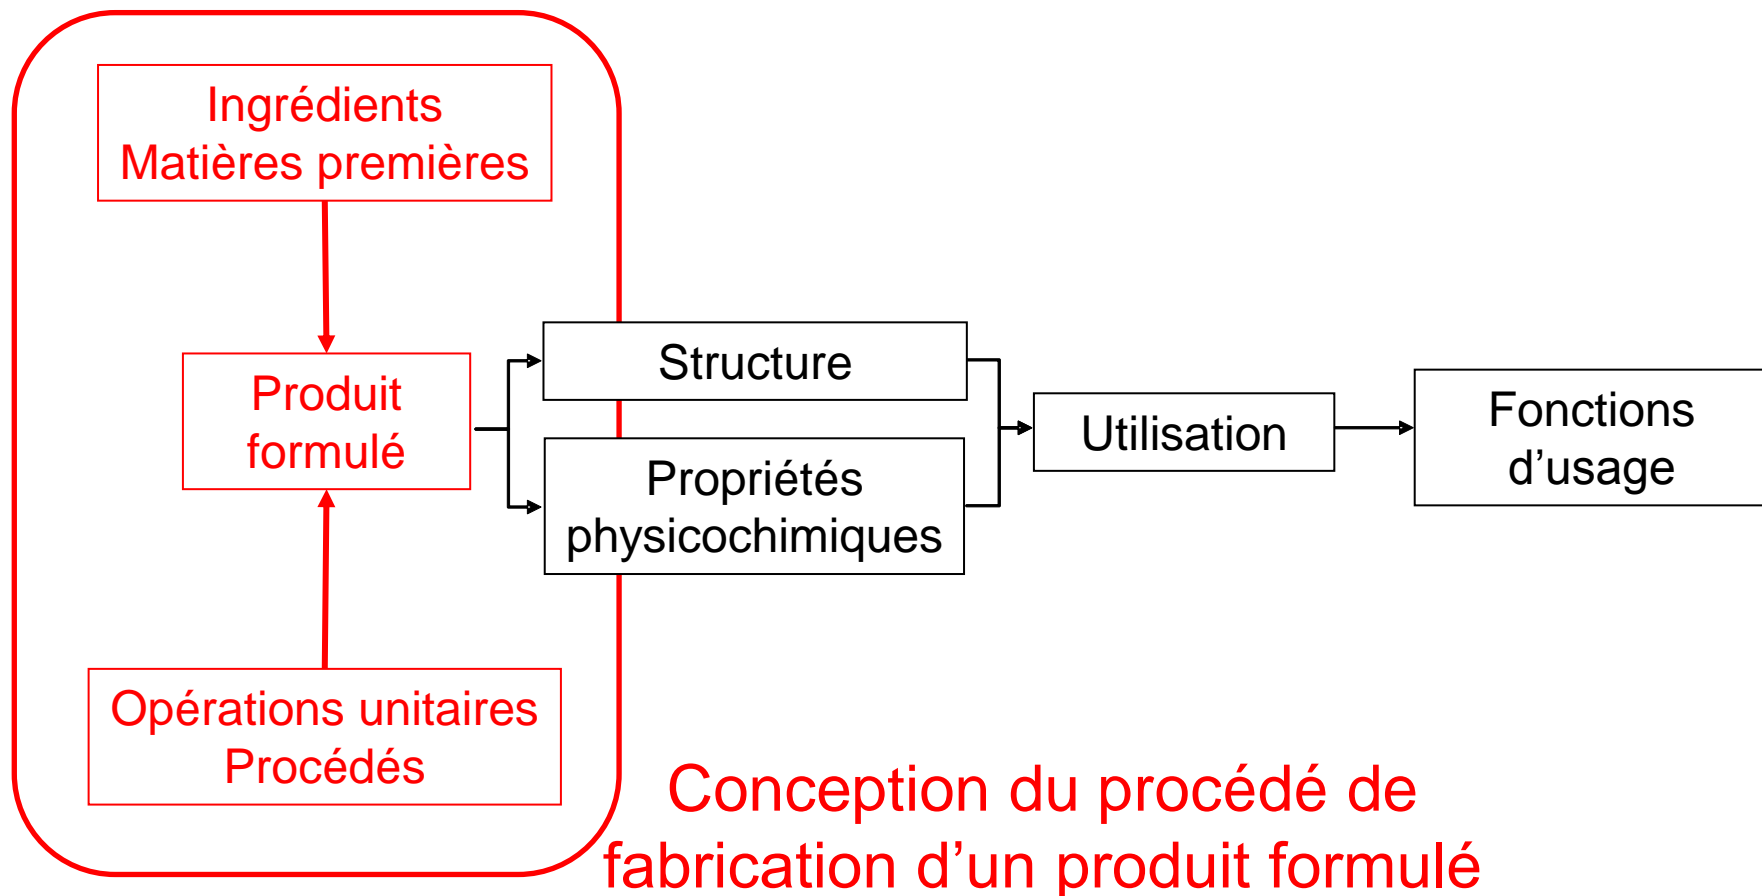 Ingrédients
Matières premières
Produit
formulé
Opérations unitaires
Procédés
Structure
Propriétés
physicochimiques
Utilisation
Fonctions
d’usage
Conception du procédé de
fabrication d’un produit formulé